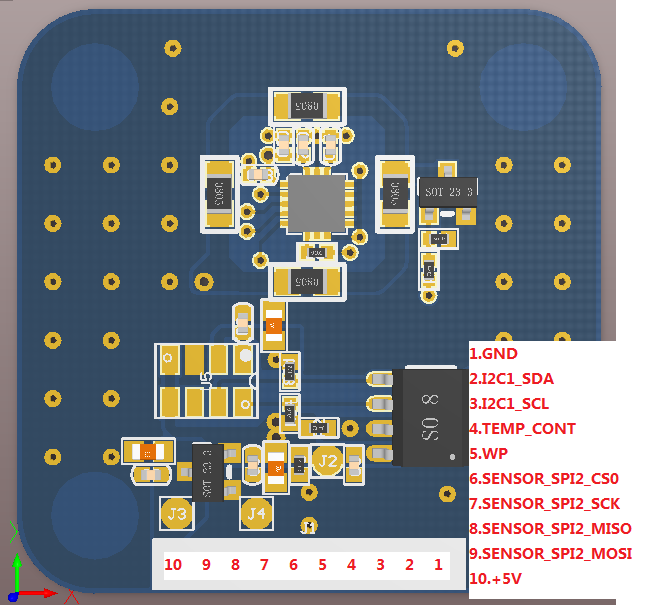 0805
0805
0805
SOT 23 3
0805
1.GND
2.I2C1_SDA
3.I2C1_SCL
4.TEMP_CONT
5.WP
6.SENSOR_SPI2_CS0
7.SENSOR_SPI2_SCK
8.SENSOR_SPI2_MISO
9.SENSOR_SPI2_MOSI
10.+5V
U5
SO 8
SOT 23 3
J2
J3
J4
10 9 8 7 6 5 4 3 2 1
Y
X